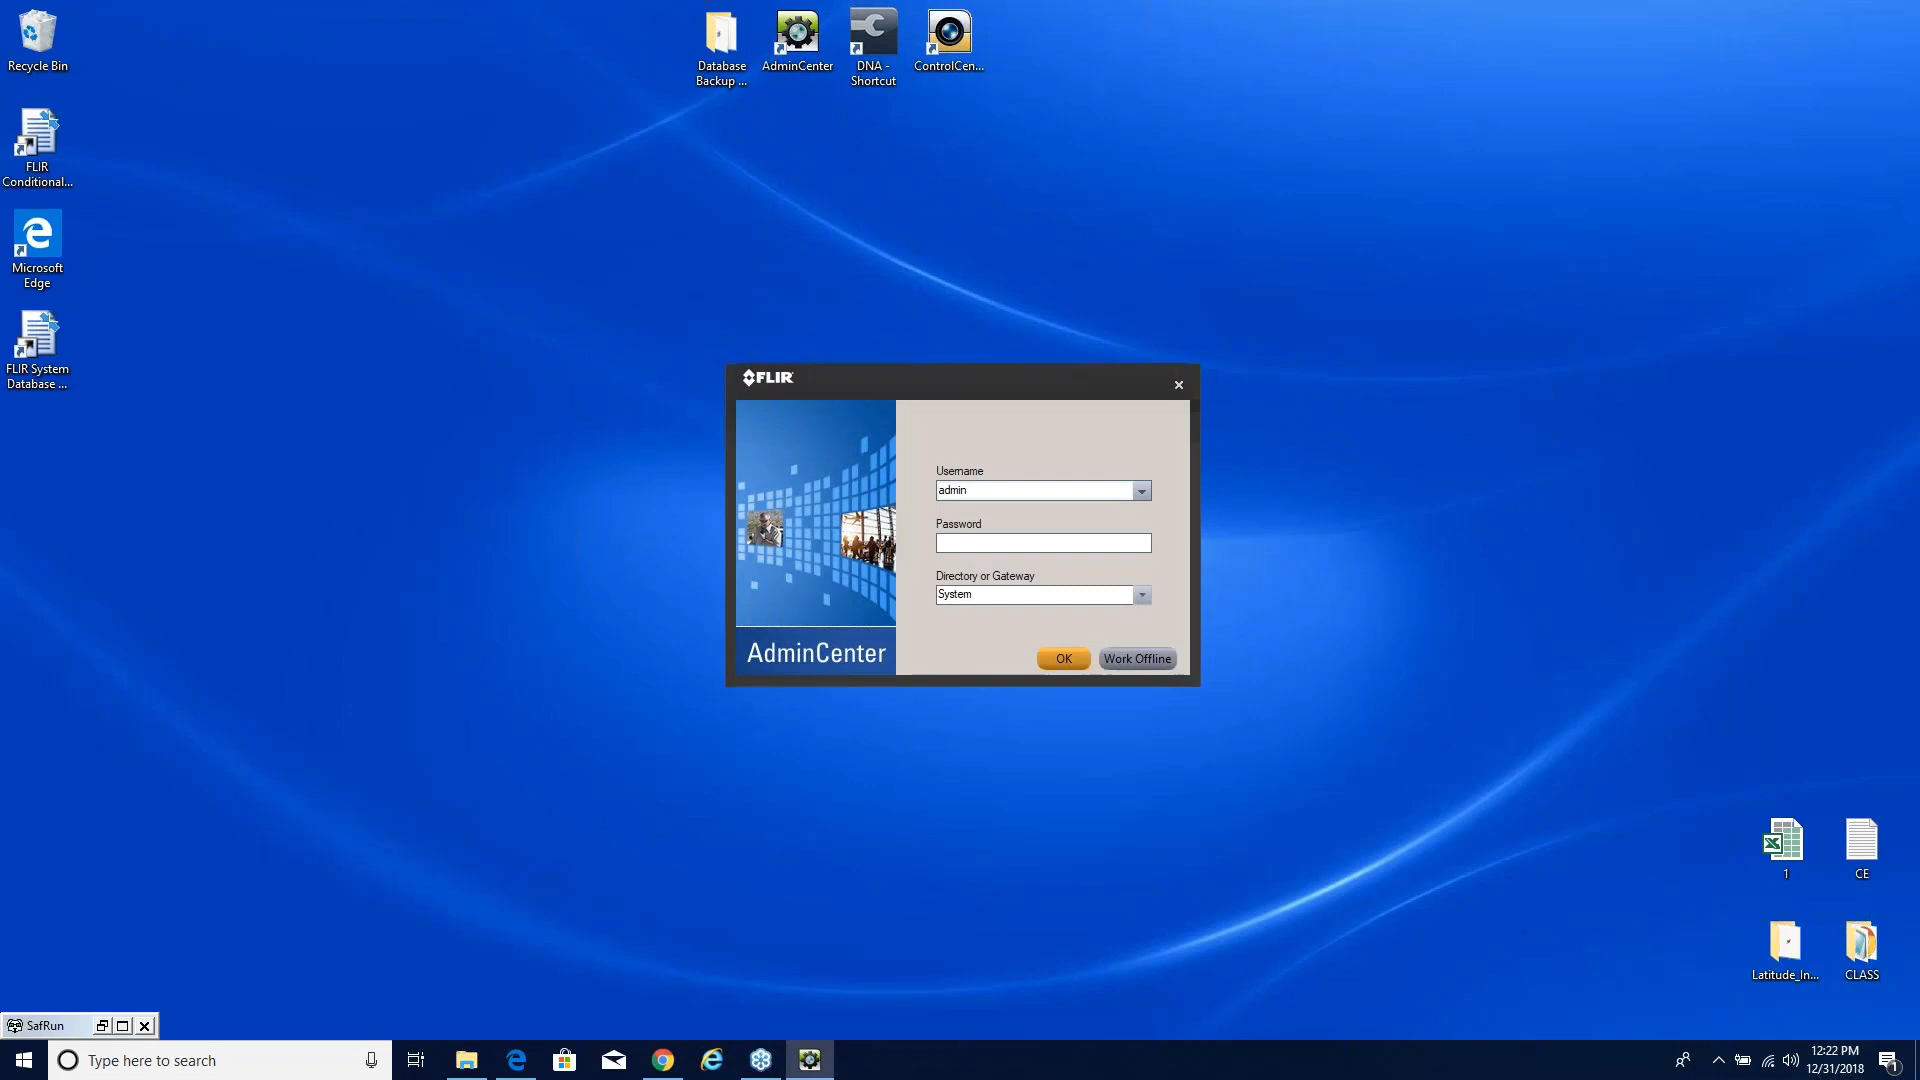 Recycle Bin
Database
Backup ...
AdminCenter
DNA -
Shortcut
ControlCen...
FLIR
Conditional...
Microsoft
Edge
FLIR System
Database ...
FLIR
Username
admin
Password
Directory or Gateway
System
AdminCenter
OK
Work Offline
1
CE
Latitude_In...
CLASS
SafRun
Type here to search
12:22 PM
12/31/2018
1